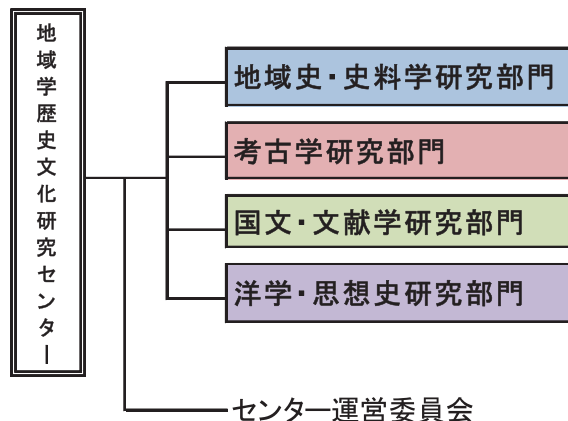 地域学歴史文化研究センター
地域史・史料学研究部門
考古学研究部門
国文・文献学研究部門
洋学・思想史研究部門
センター運営委員会